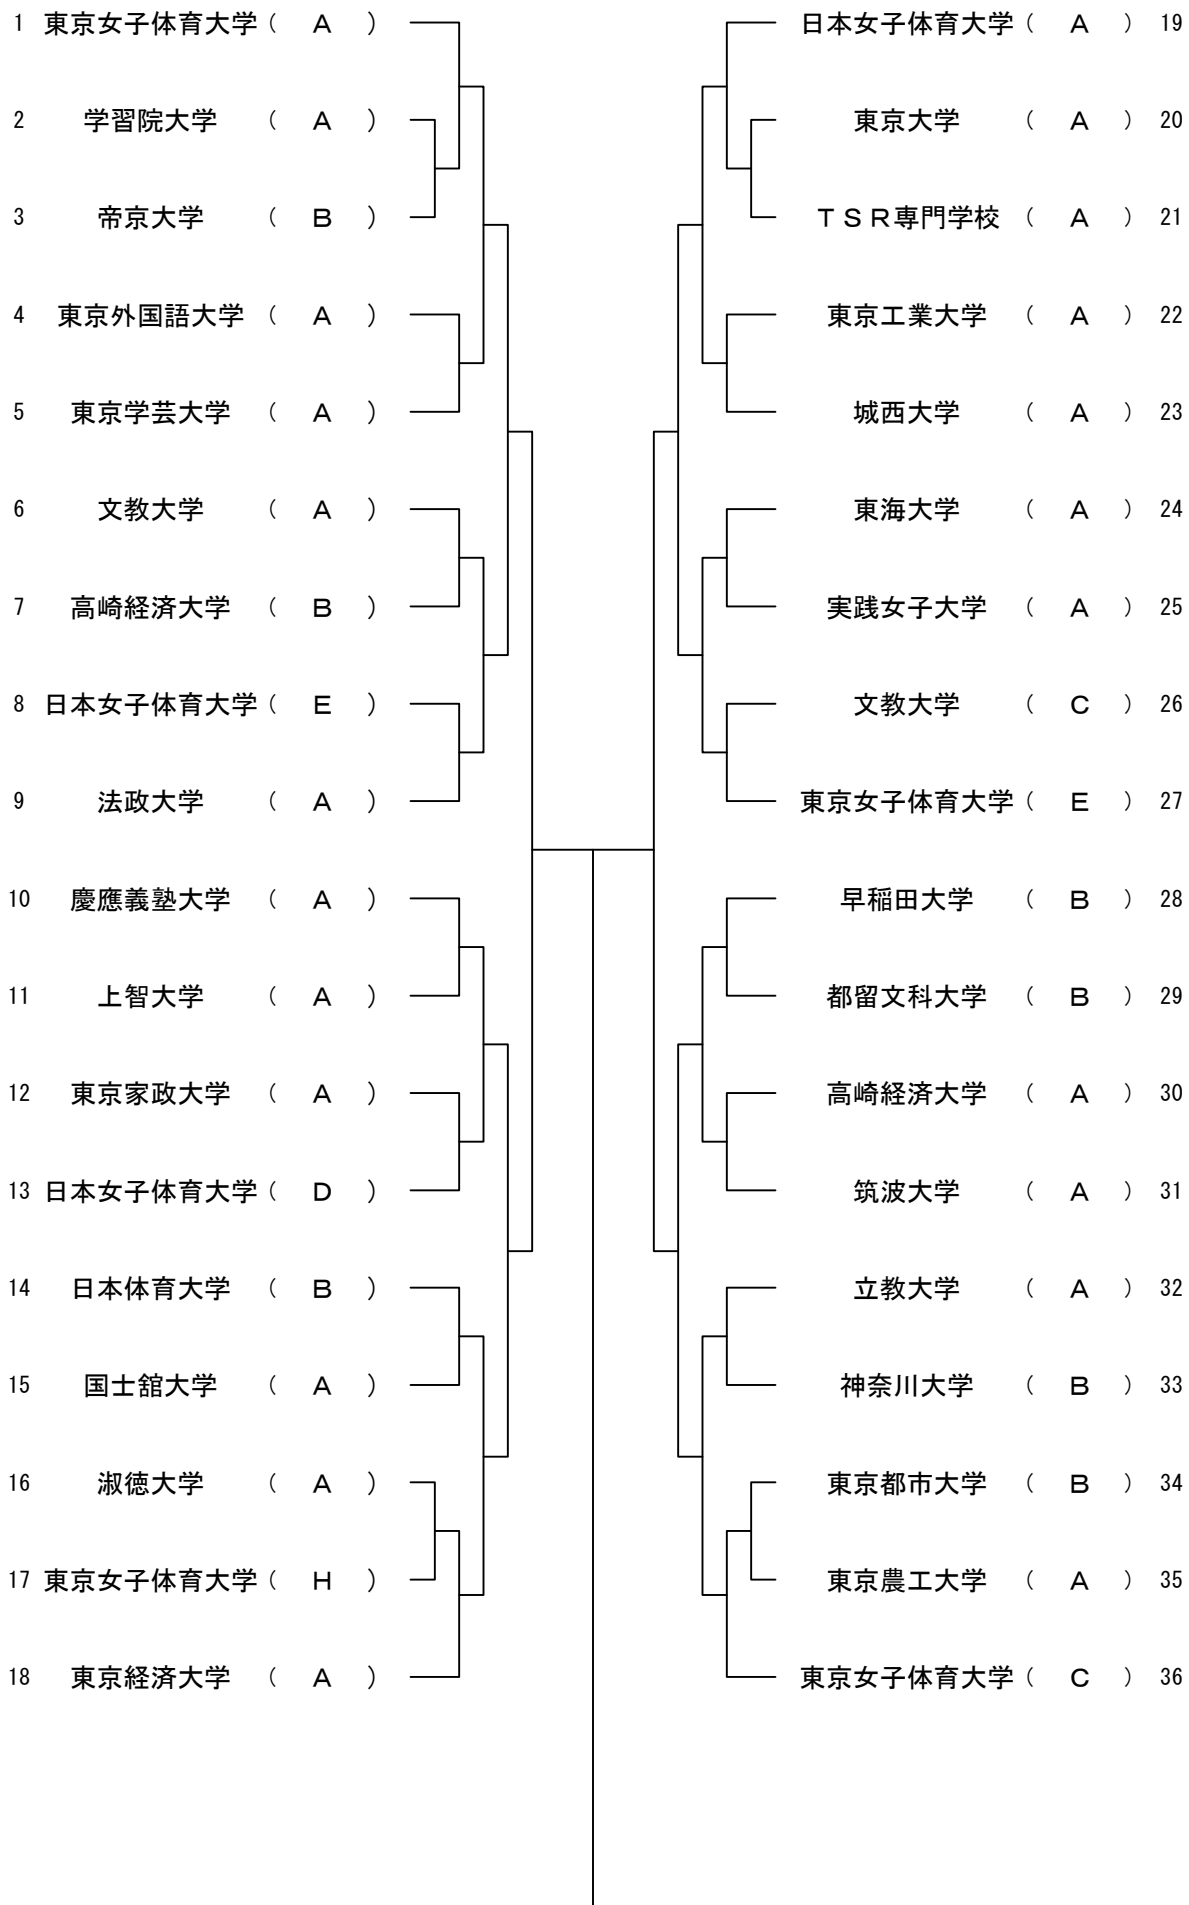 1 東京女子体育大学 ( A ) 日本女子体育大学 ( A ) 19
2 学習院大学 ( A ) 東京大学 ( A ) 20
3 帝京大学 ( B ) TSR専門学校 ( A ) 21
4 東京外国語大学 ( A ) 東京工業大学 ( A ) 22
5 東京学芸大学 ( A ) 城西大学 ( A ) 23
6 文教大学 ( A ) 東海大学 ( A ) 24
7 高崎経済大学 ( B ) 実践女子大学 ( A ) 25
8 日本女子体育大学 ( E ) 文教大学 ( C ) 26
9 法政大学 ( A ) 東京女子体育大学 ( E ) 27
10 慶應義塾大学 ( A ) 早稲田大学 ( B ) 28
11 上智大学 ( A ) 都留文科大学 ( B ) 29
12 東京家政大学 ( A ) 高崎経済大学 ( A ) 30
13 日本女子体育大学 ( D ) 筑波大学 ( A ) 31
14 日本体育大学 ( B ) 立教大学 ( A ) 32
15 国士舘大学 ( A ) 神奈川大学 ( B ) 33
16 淑徳大学 ( A ) 東京都市大学 ( B ) 34
17 東京女子体育大学 ( H ) 東京農工大学 ( A ) 35
18 東京経済大学 ( A ) 東京女子体育大学 ( C ) 36